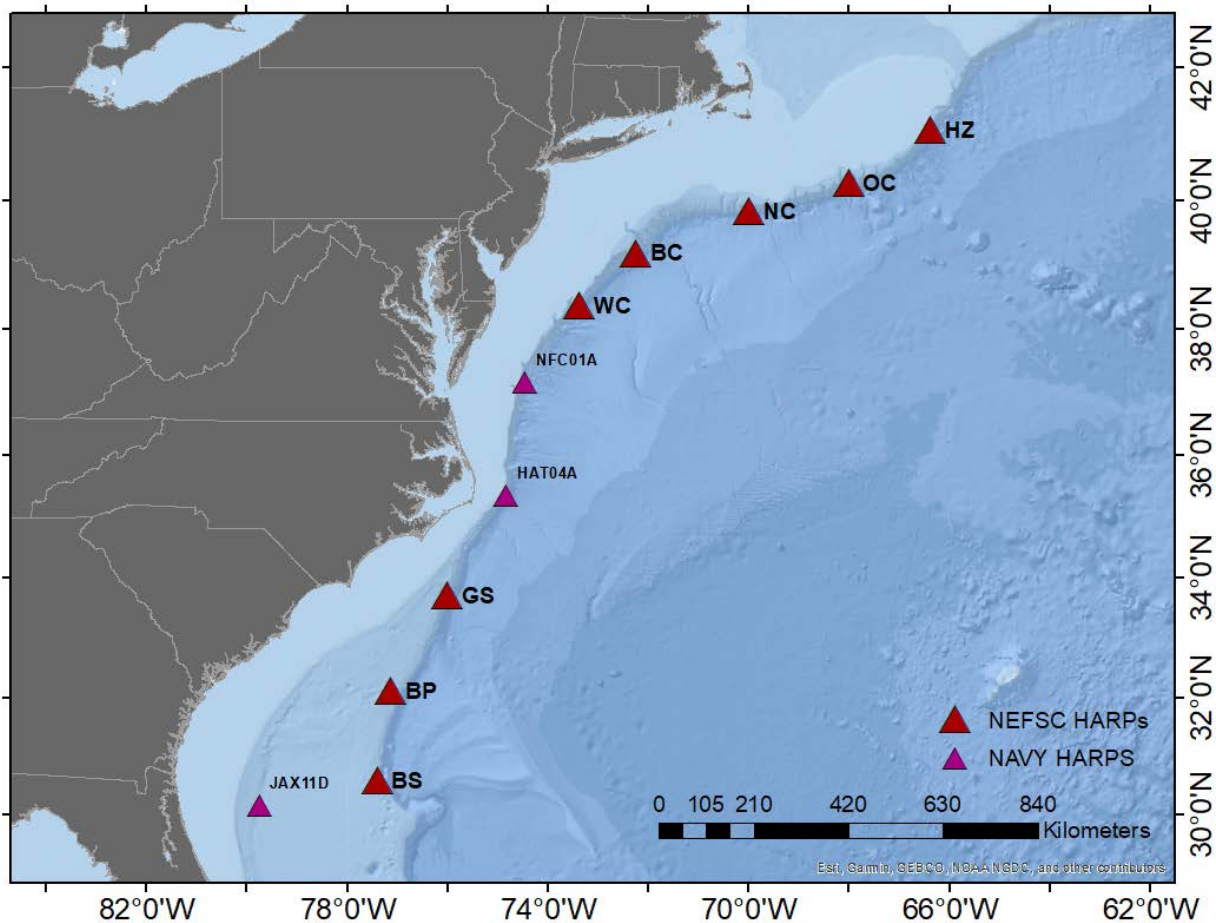 HZ
42°0'N
OC
40°0'N
NC
BC
WC
38°0'N
NFC01A
HAT04A
36°0'N
GS
34°0'N
BP
32°0'N
NEFSC HARPs
NAVY HARPS
JAX11D
BS
30°0'N
0 105 210 420 630 840
Kilometers
Esri, Garmin, GEBCO, NOAA NGDC, and other contributors
82°0'W 78°0'W 74°0'W 70°0'W 66°0'W 62°0'W